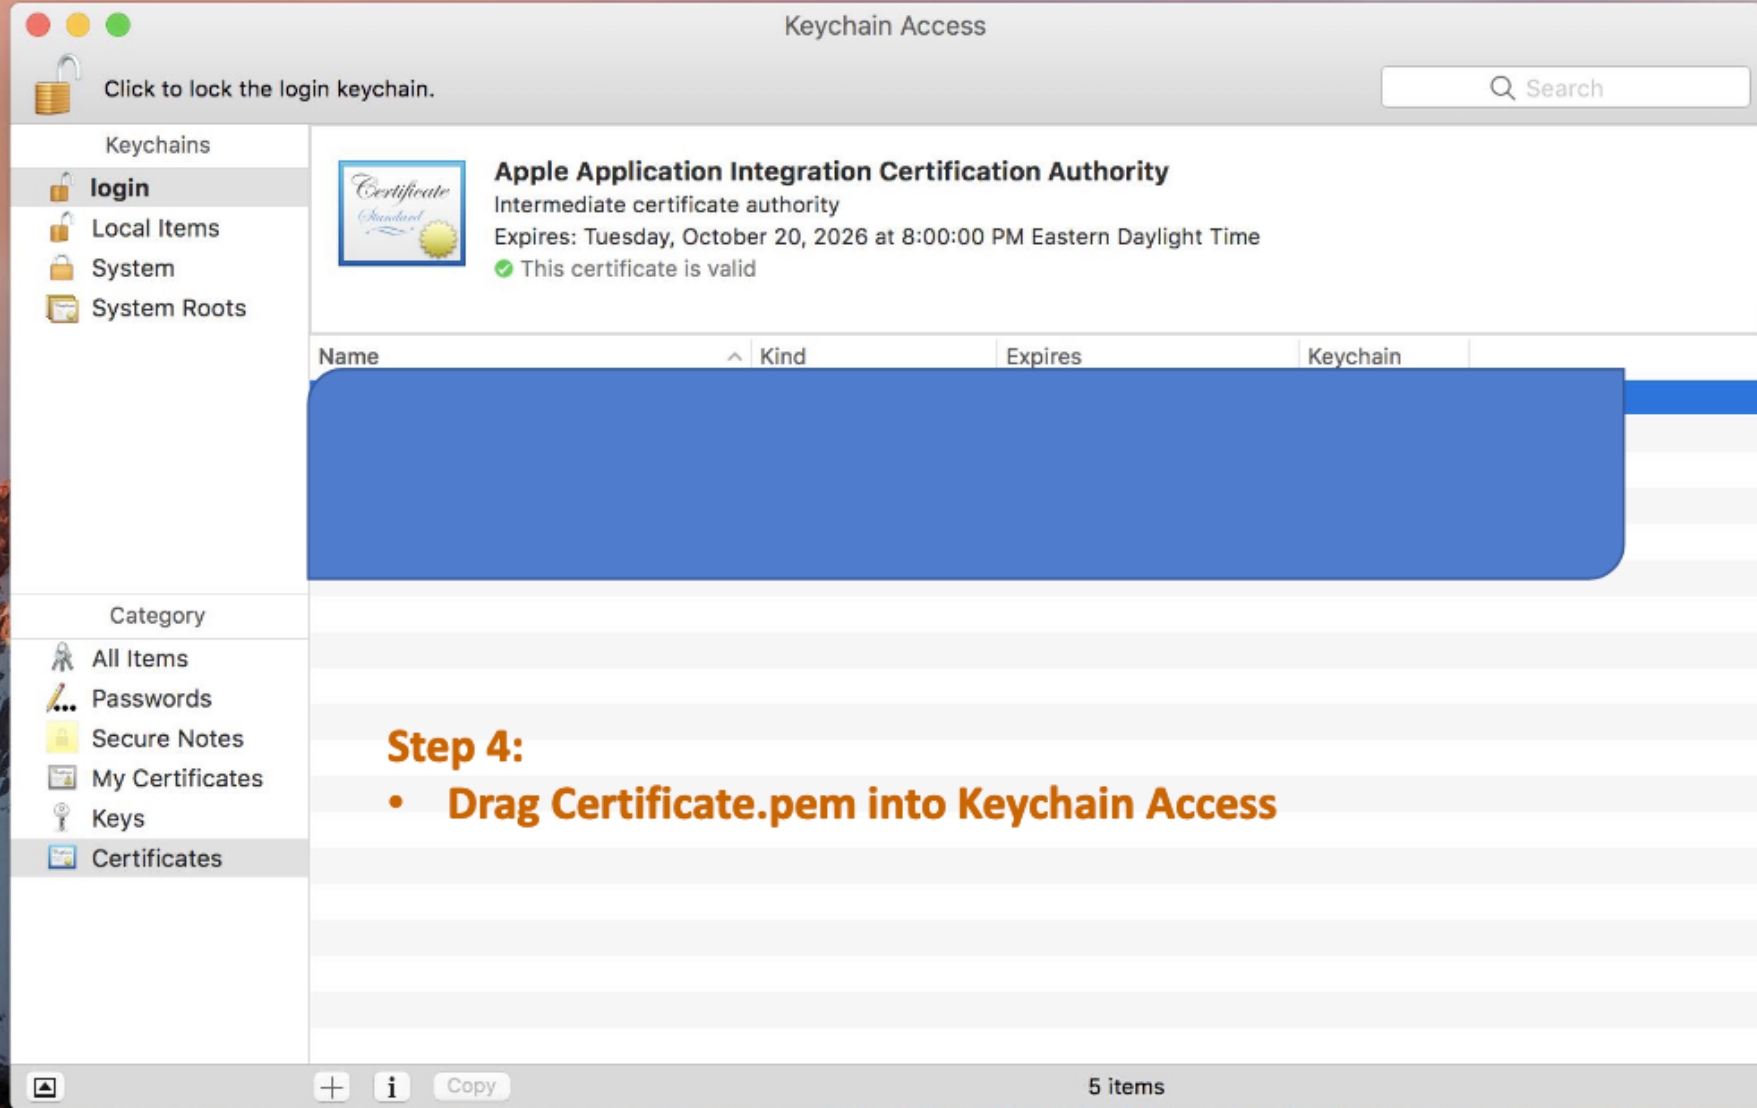 Keychain Access
Click to lock the login keychain.
Search
Keychains
login
Local Items
System
System Roots
Apple Application Integration Certification Authority
Intermediate certificate authority
Expires: Tuesday, October 20, 2026 at 8:00:00 PM Eastern Daylight Time
This certificate is valid
Certificate
Standard
Name Kind Expires Keychain
Category
All Items
Passwords
Secure Notes
My Certificates
Keys
Certificates
Step 4:
• Drag Certificate.pem into Keychain Access
Copy
5 items